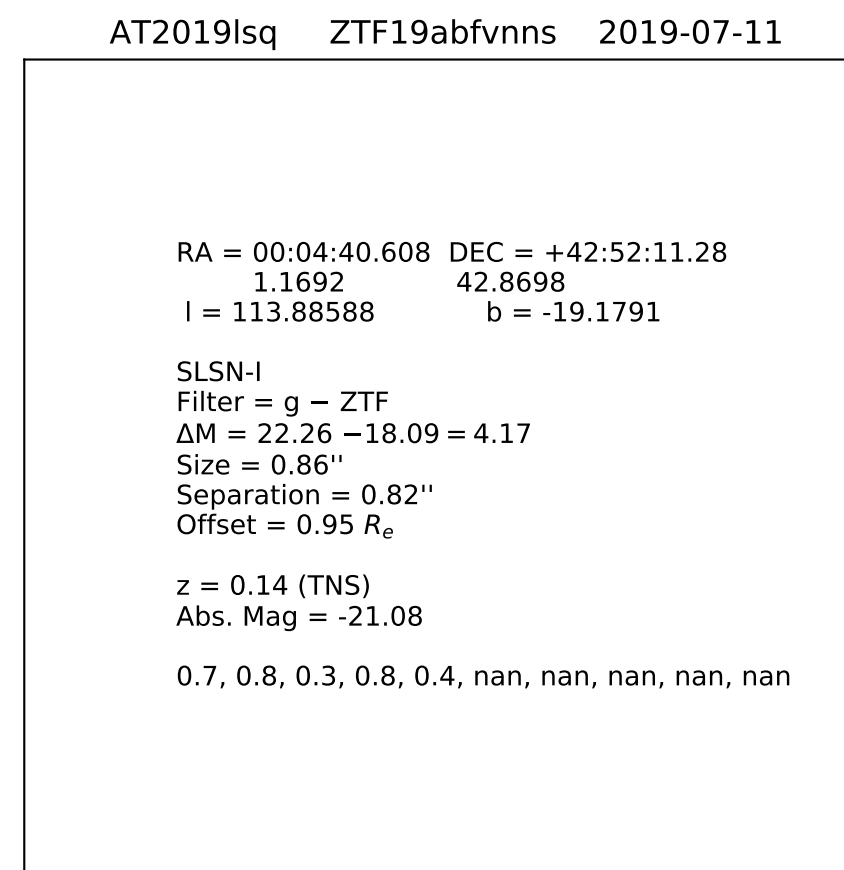 AT2019lsq ZTF19abfvnns 2019-07-11
RA = 00:04:40.608 DEC = +42:52:11.28
1.1692 42.8698
l = 113.88588 b = -19.1791
SLSN-I
Filter = g − ZTF
ΔM = 22.26 −18.09 = 4.17
Size = 0.86''
Separation = 0.82''
Offset = 0.95 Rₑ
z = 0.14 (TNS)
Abs. Mag = -21.08
0.7, 0.8, 0.3, 0.8, 0.4, nan, nan, nan, nan, nan